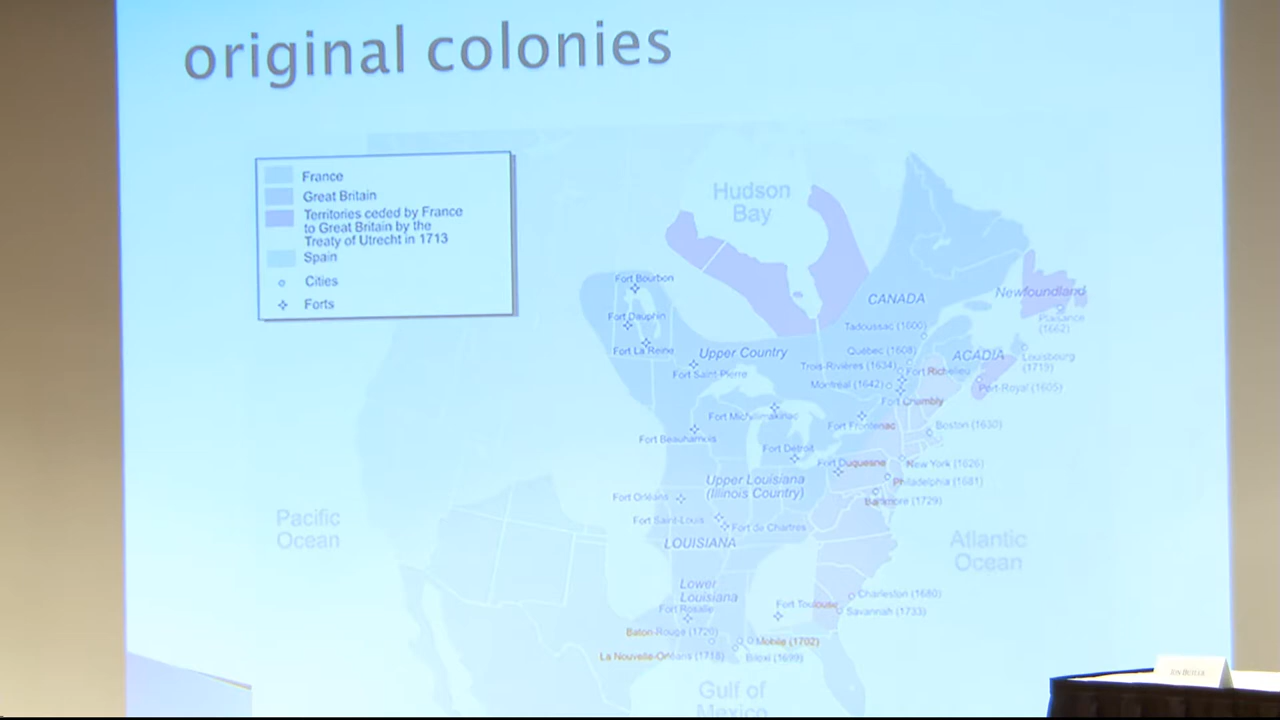 original colonies
France
Great Britain
Territories ceded by France
to Great Britain by the
Treaty of Utrecht in 1713
Spain
Cities
Forts
Hudson
Bay
Fort Bourbon
Fort Dauphin
Fort La Reine
Upper Country
Fort Saint-Pierre
CANADA
Newfoundland
Plaisance
(1662)
Tadoussac (1600)
Québec (1608)
ACADIA
Louisbourg
(1719)
Trois-Rivières (1634)
Fort Richelieu
Montréal (1642)
Port-Royal (1605)
Fort Chambly
Fort Michilimakinac
Fort Frontenac
Boston (1630)
Fort Beauharnois
Fort Détroit
Fort Duquesne
New York (1626)
Upper Louisiana
(Illinois Country)
Philadelphia (1681)
Fort Orléans
Baltimore (1729)
Pacific
Ocean
Fort Saint-Louis
Fort de Chartres
LOUISIANA
Atlantic
Ocean
Lower
Louisiana
Charleston (1680)
Fort Rosalie
Fort Toulouse
Savannah (1733)
Baton-Rouge (1720)
Mobile (1702)
La Nouvelle-Orléans (1718)
Biloxi (1699)
Gulf of
Mexico